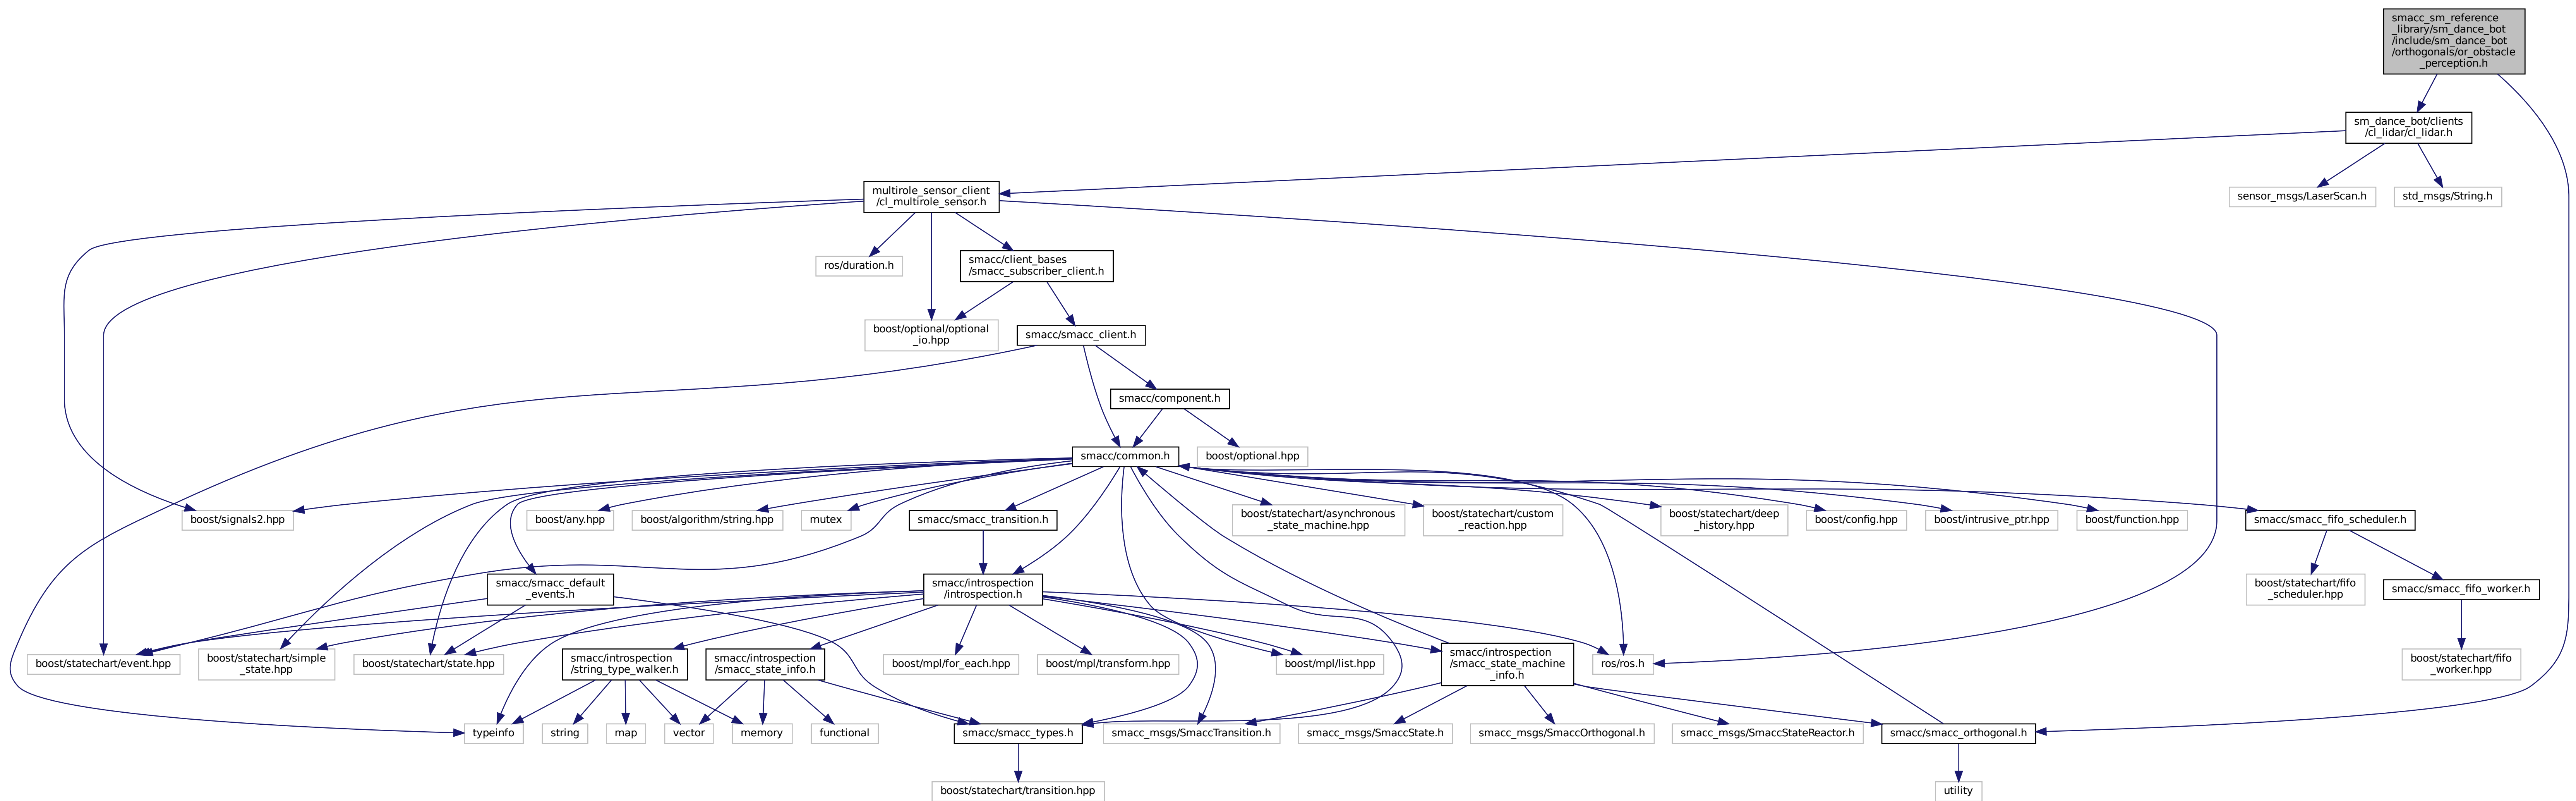 smacc_sm_reference
_library/sm_dance_bot
/include/sm_dance_bot
/orthogonals/or_obstacle
_perception.h
sm_dance_bot/clients
/cl_lidar/cl_lidar.h
multirole_sensor_client
/cl_multirole_sensor.h
sensor_msgs/LaserScan.h
std_msgs/String.h
ros/duration.h
smacc/client_bases
/smacc_subscriber_client.h
boost/optional/optional
_io.hpp
smacc/smacc_client.h
smacc/component.h
smacc/common.h
boost/optional.hpp
boost/signals2.hpp
boost/any.hpp
boost/algorithm/string.hpp
mutex
smacc/smacc_transition.h
boost/statechart/asynchronous
_state_machine.hpp
boost/statechart/custom
_reaction.hpp
boost/statechart/deep
_history.hpp
boost/config.hpp
boost/intrusive_ptr.hpp
boost/function.hpp
smacc/smacc_fifo_scheduler.h
smacc/smacc_default
_events.h
smacc/introspection
/introspection.h
boost/statechart/fifo
_scheduler.hpp
smacc/smacc_fifo_worker.h
boost/statechart/event.hpp
boost/statechart/simple
_state.hpp
boost/statechart/state.hpp
smacc/introspection
/string_type_walker.h
smacc/introspection
/smacc_state_info.h
boost/mpl/for_each.hpp
boost/mpl/transform.hpp
boost/mpl/list.hpp
smacc/introspection
/smacc_state_machine
_info.h
ros/ros.h
boost/statechart/fifo
_worker.hpp
typeinfo
string
map
vector
memory
functional
smacc/smacc_types.h
smacc_msgs/SmaccTransition.h
smacc_msgs/SmaccState.h
smacc_msgs/SmaccOrthogonal.h
smacc_msgs/SmaccStateReactor.h
smacc/smacc_orthogonal.h
boost/statechart/transition.hpp
utility